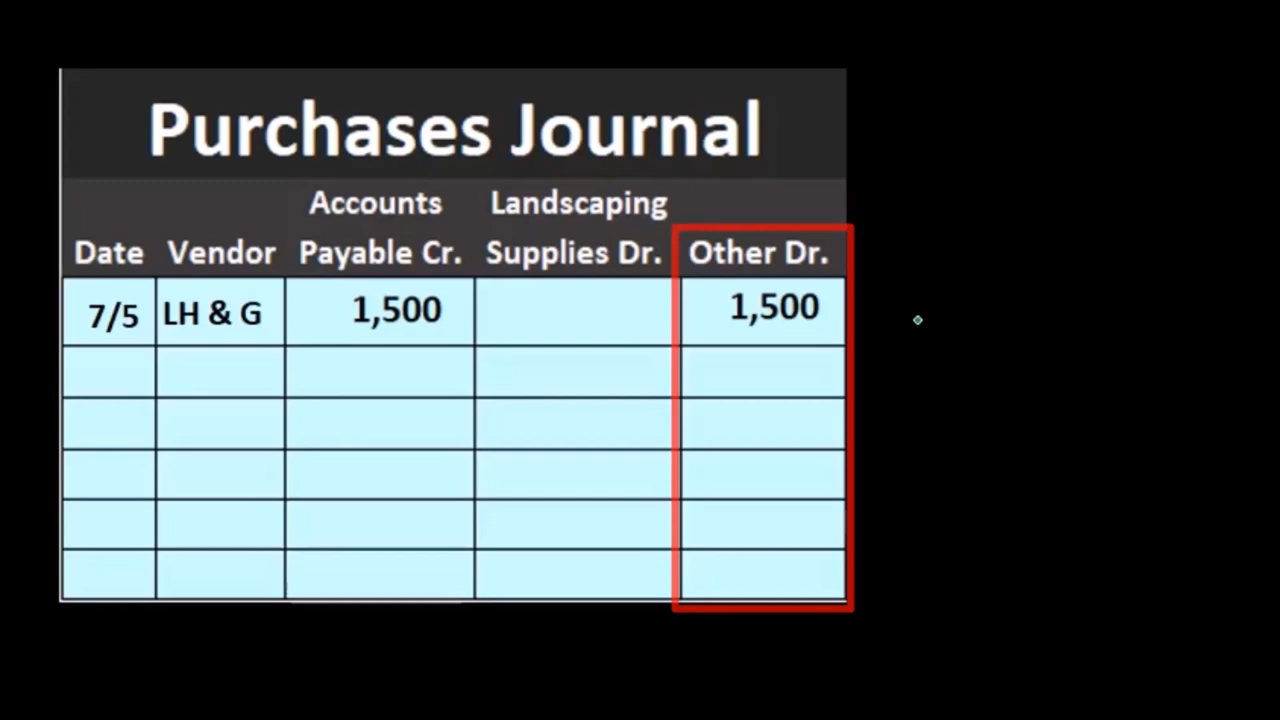 Purchases Journal
Accounts Landscaping
Date Vendor Payable Cr. Supplies Dr. Other Dr.
7/5 LH & G 1,500 1,500